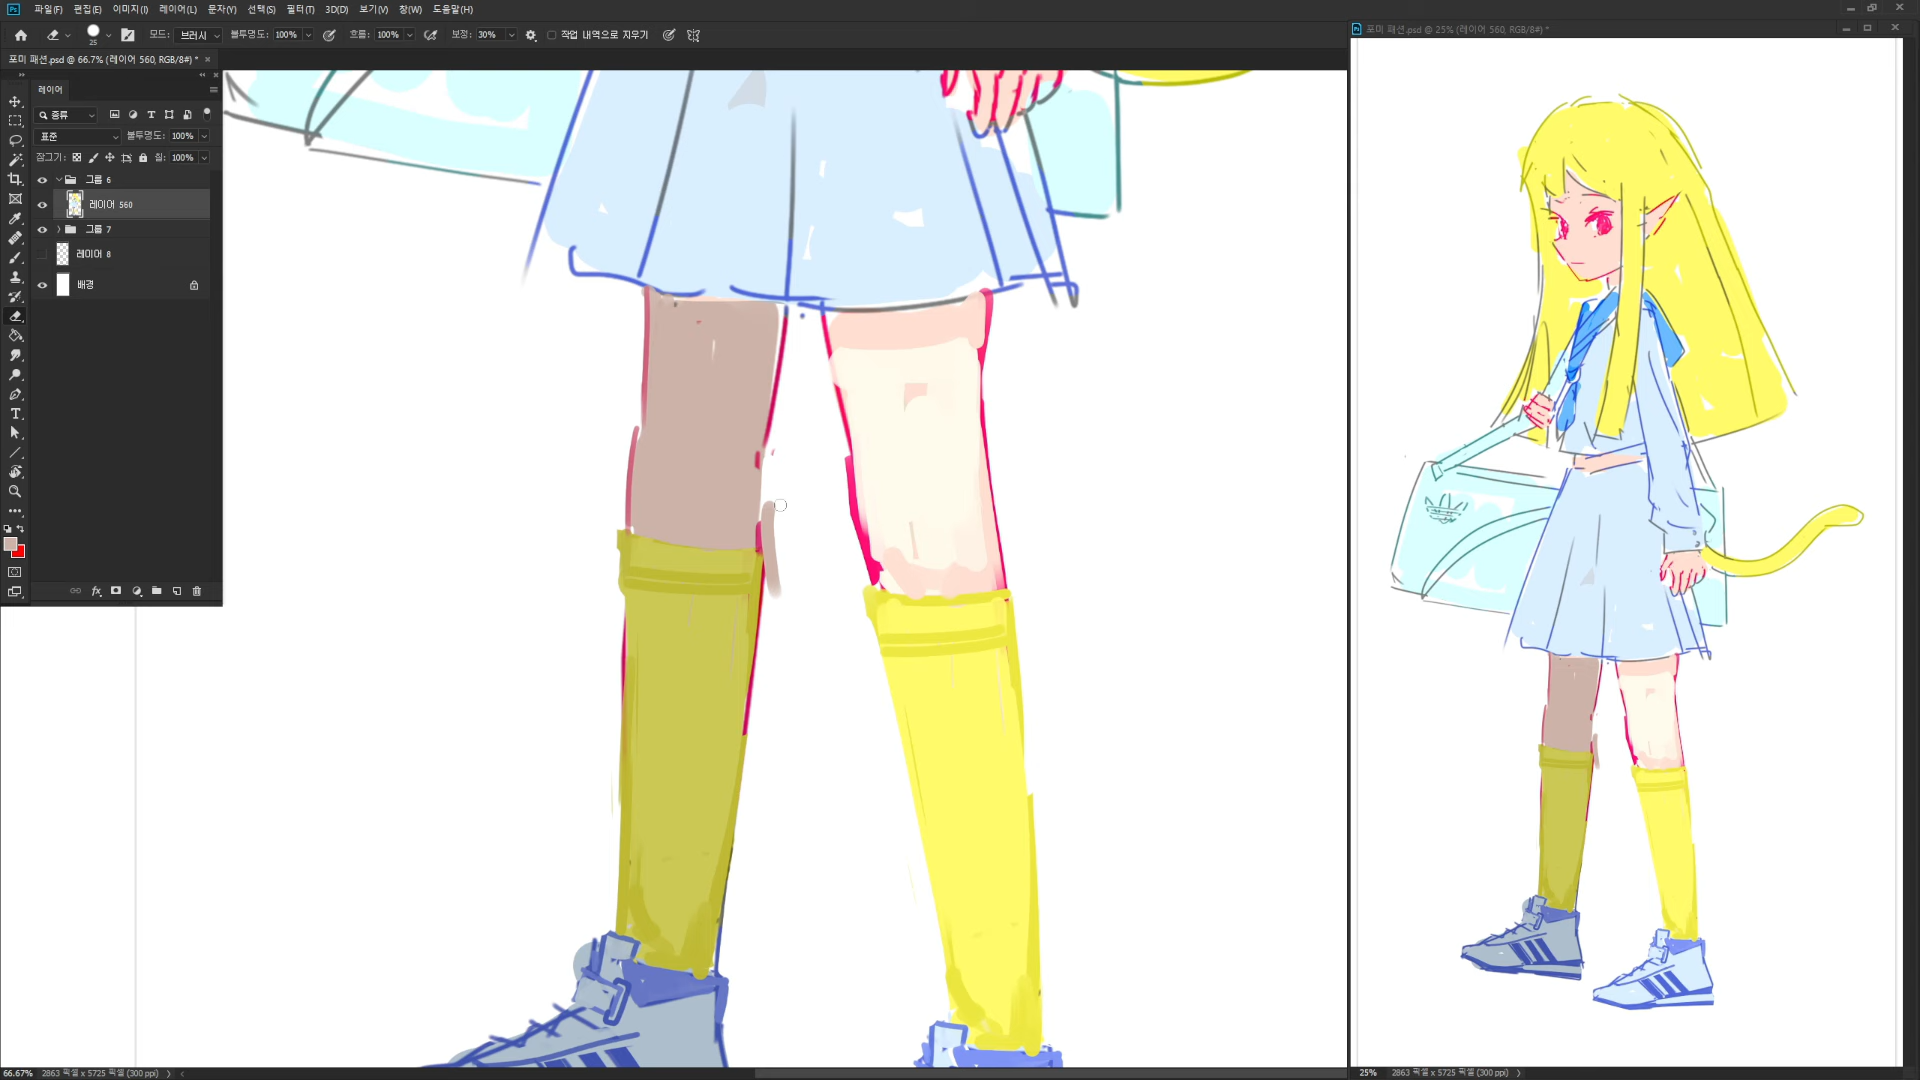 Ps 파일(F) 편집(E) 이미지(I) 레이어(L) 문자(Y) 선택(S) 필터(T) 3D(D) 보기(V) 창(W) 도움말(H)
25 모드: 브러시 불투명도: 100% 흐름: 100% 보정: 30% 작업 내역으로 지우기
포미 패션.psd @ 66.7% (레이어 560, RGB/8#) * ×
포미 패션.psd @ 25% (레이어 560, RGB/8#) *
레이어
종류
표준 불투명도: 100%
잠그기: 칠: 100%
그룹 6
레이어 560
그룹 7
레이어 8
배경
fx
66.67% 2863 픽셀 x 5725 픽셀 (300 ppi)
25% 2863 픽셀 x 5725 픽셀 (300 ppi)